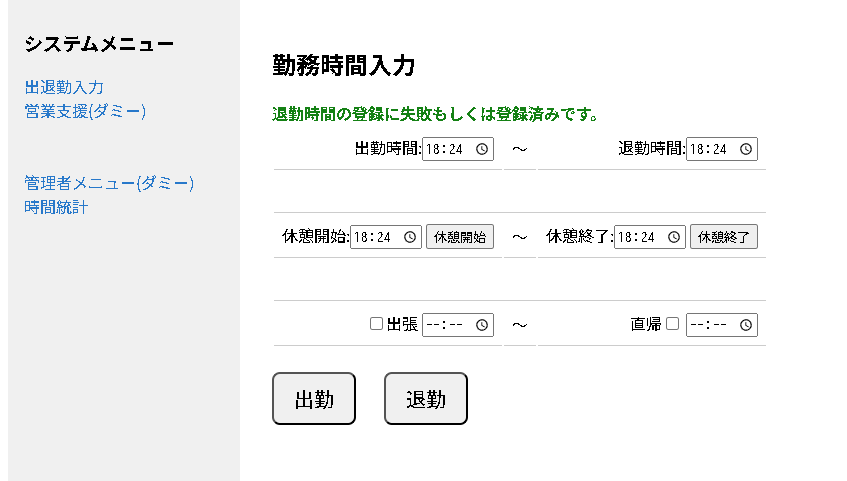 システムメニュー
出退勤入力
営業支援(ダミー)
管理者メニュー(ダミー)
時間統計
勤務時間入力
退勤時間の登録に失敗もしくは登録済みです。
出勤時間:18:24 ～ 退勤時間:18:24
休憩開始:18:24 休憩開始 ～ 休憩終了:18:24 休憩終了
出張 --:-- ～ 直帰 --:--
出勤 退勤